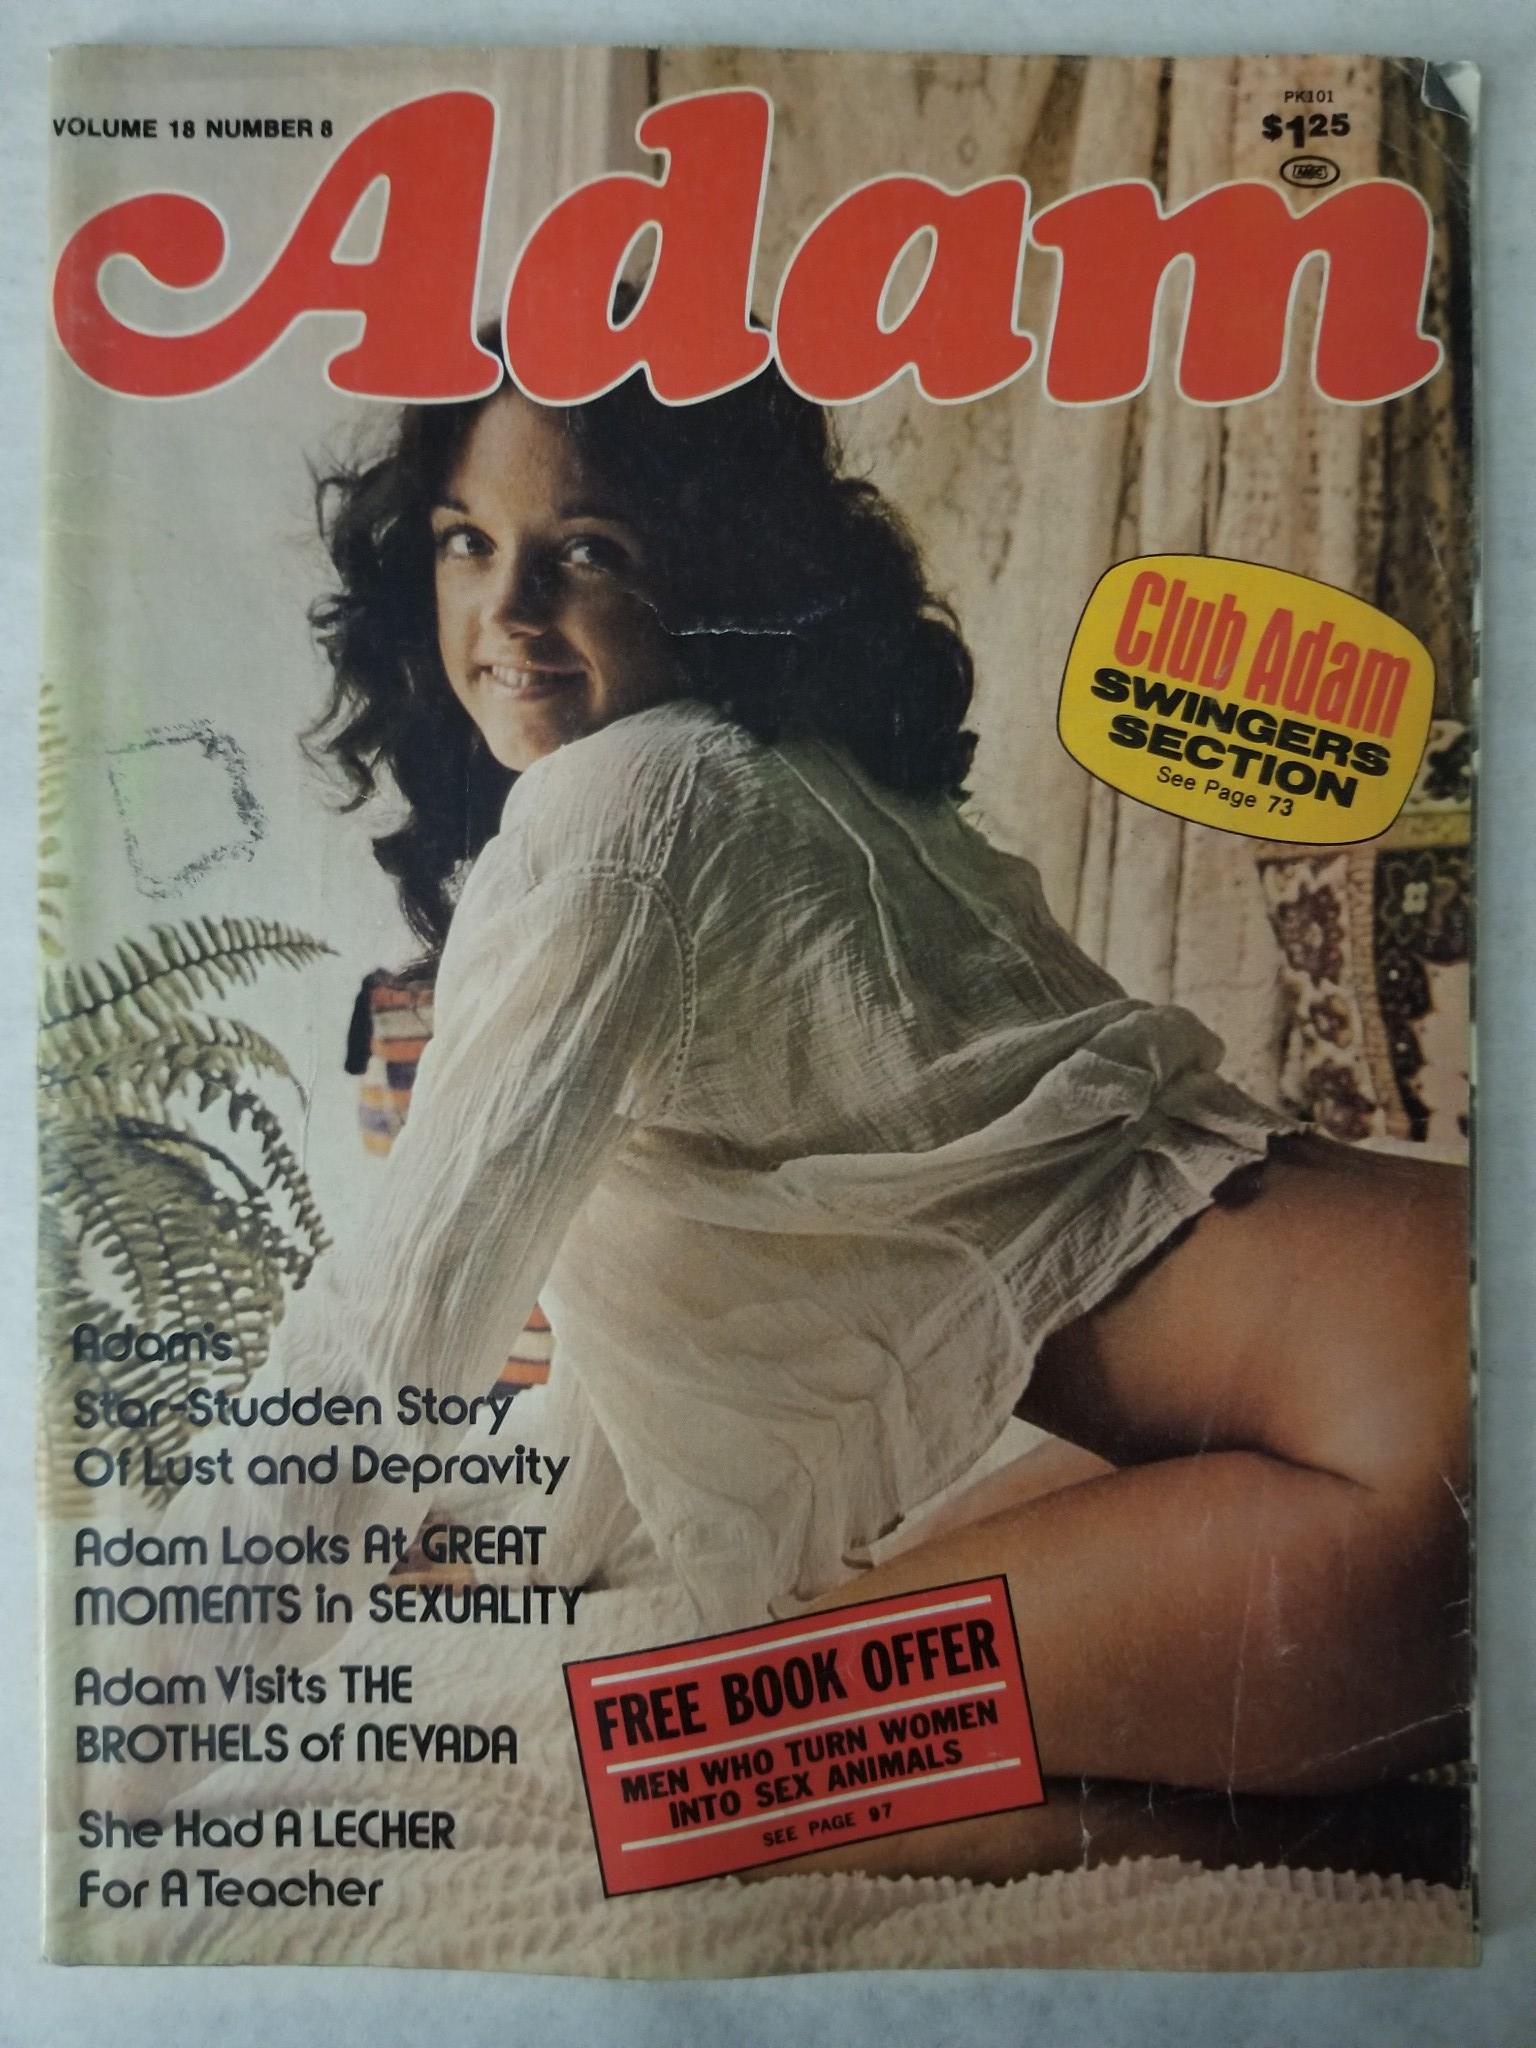 VOLUME 18 NUMBER 8
PK101
$1.25
Adam
Club Adam
SWINGERS
SECTION
See Page 73
Adam's
Star-Studden Story
Of Lust and Depravity
Adam Looks At GREAT
MOMENTS in SEXUALITY
Adam Visits THE
BROTHELS of NEVADA
She Had A LECHER
For A Teacher
FREE BOOK OFFER
MEN WHO TURN WOMEN
INTO SEX ANIMALS
SEE PAGE 97